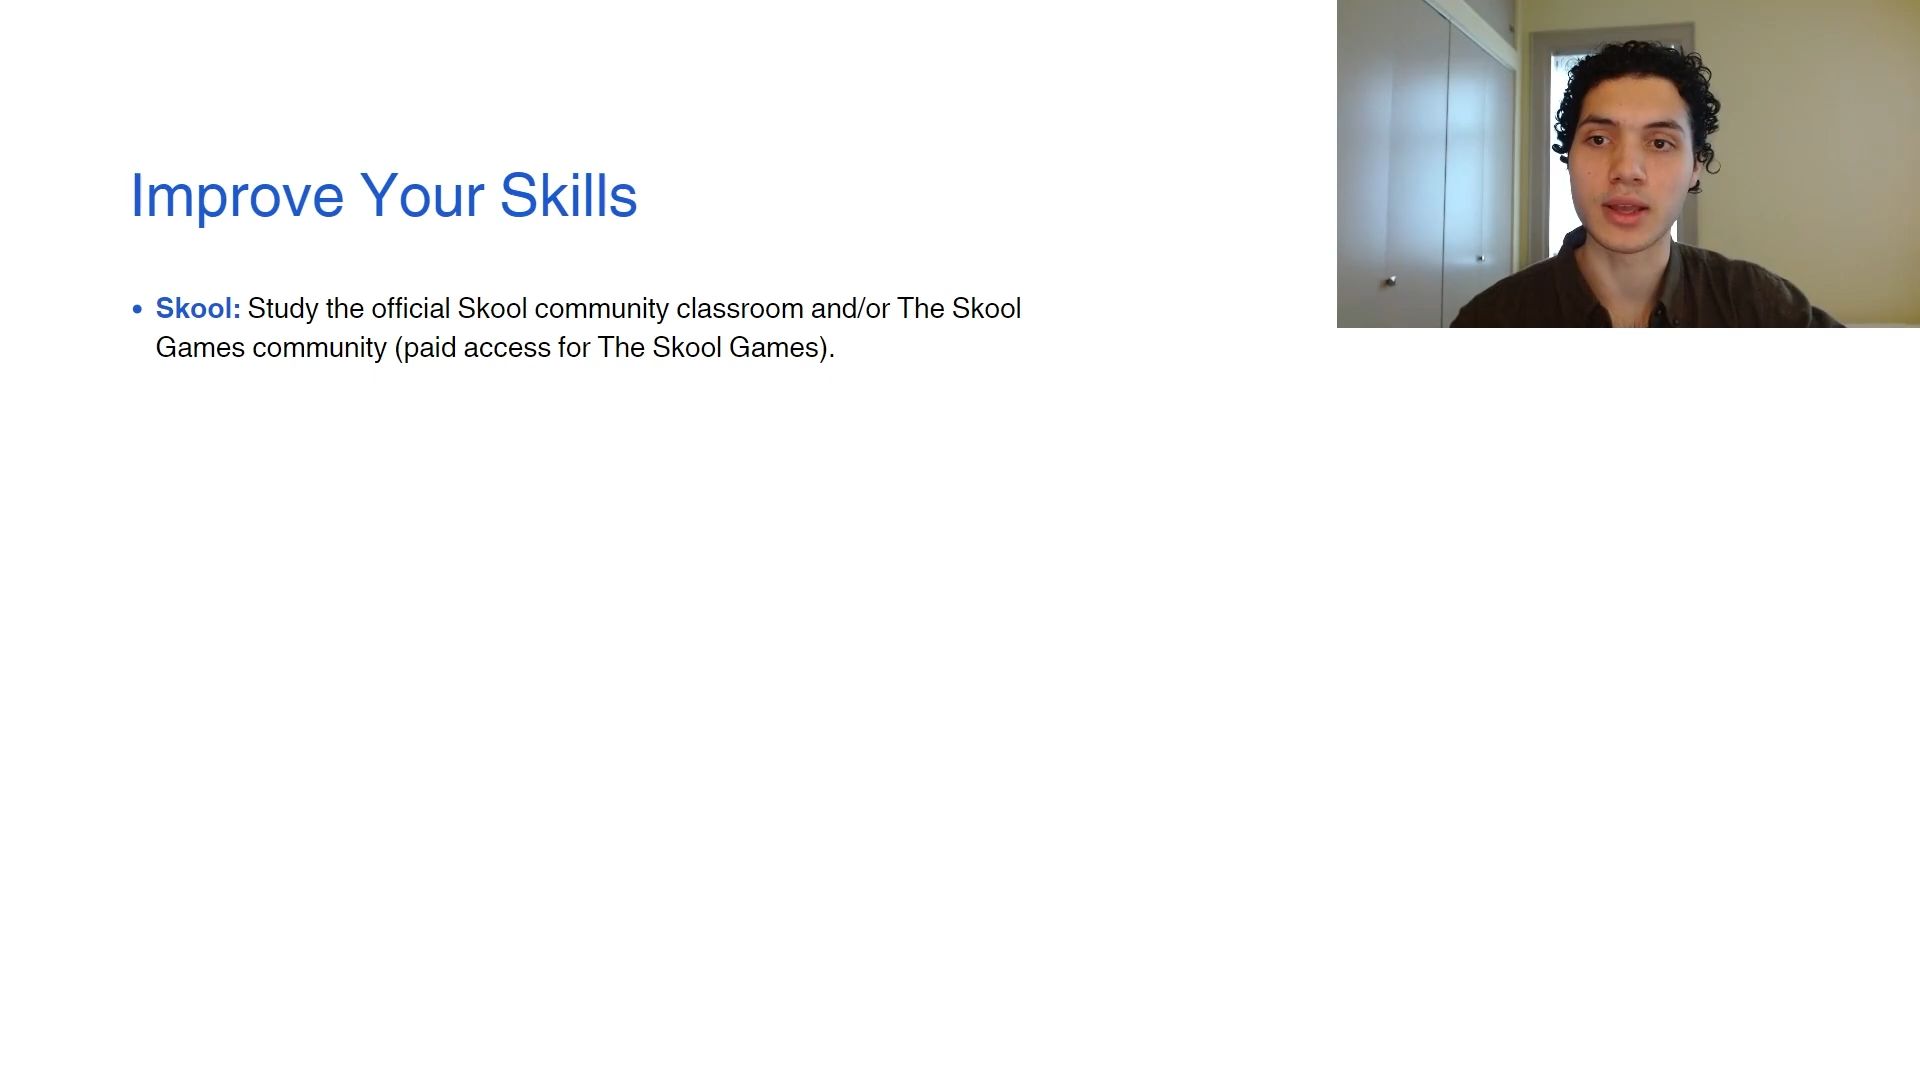 Improve Your Skills
• Skool: Study the official Skool community classroom and/or The Skool
Games community (paid access for The Skool Games).